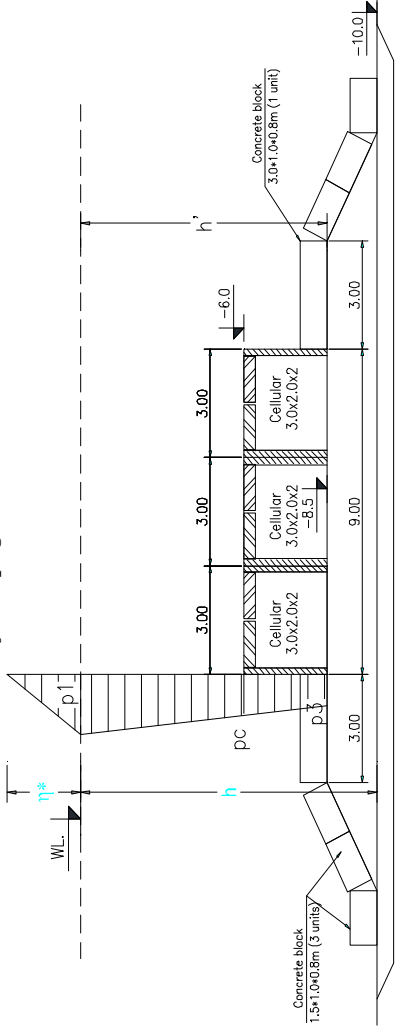 η*
WL.
h
p1
pc
p3
3.00
3.00
3.00
-6.0
h'
Cellular
3.0x2.0x2
Cellular
3.0x2.0x2
Cellular
3.0x2.0x2
-8.5
3.00
9.00
3.00
-10.0
Concrete block
1.5*1.0*0.8m (3 units)
Concrete block
3.0*1.0*0.8m (1 unit)